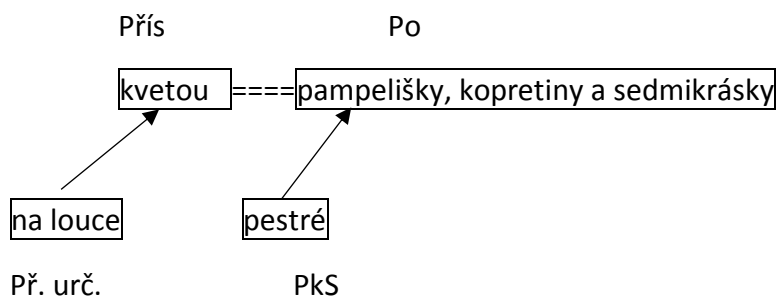 Přís Po
kvetou ==== pampelišky, kopretiny a sedmikrásky
na louce pestré
Př. urč. PkS